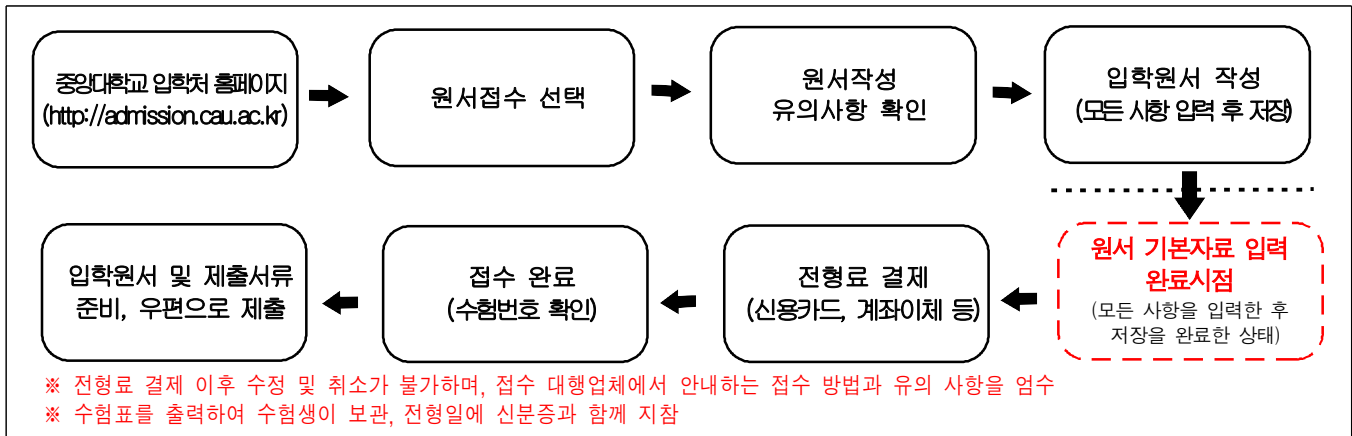 중앙대학교 입학처 홈페이지
(http://admission.cau.ac.kr)
원서접수 선택
원서작성
유의사항 확인
입학원서 작성
(모든 사항 입력 후 저장)
원서 기본자료 입력
완료시점
(모든 사항을 입력한 후
저장을 완료한 상태)
전형료 결제
(신용카드, 계좌이체 등)
접수 완료
(수험번호 확인)
입학원서 및 제출서류
준비, 우편으로 제출
※ 전형료 결제 이후 수정 및 취소가 불가하며, 접수 대행업체에서 안내하는 접수 방법과 유의 사항을 엄수
※ 수험표를 출력하여 수험생이 보관, 전형일에 신분증과 함께 지참